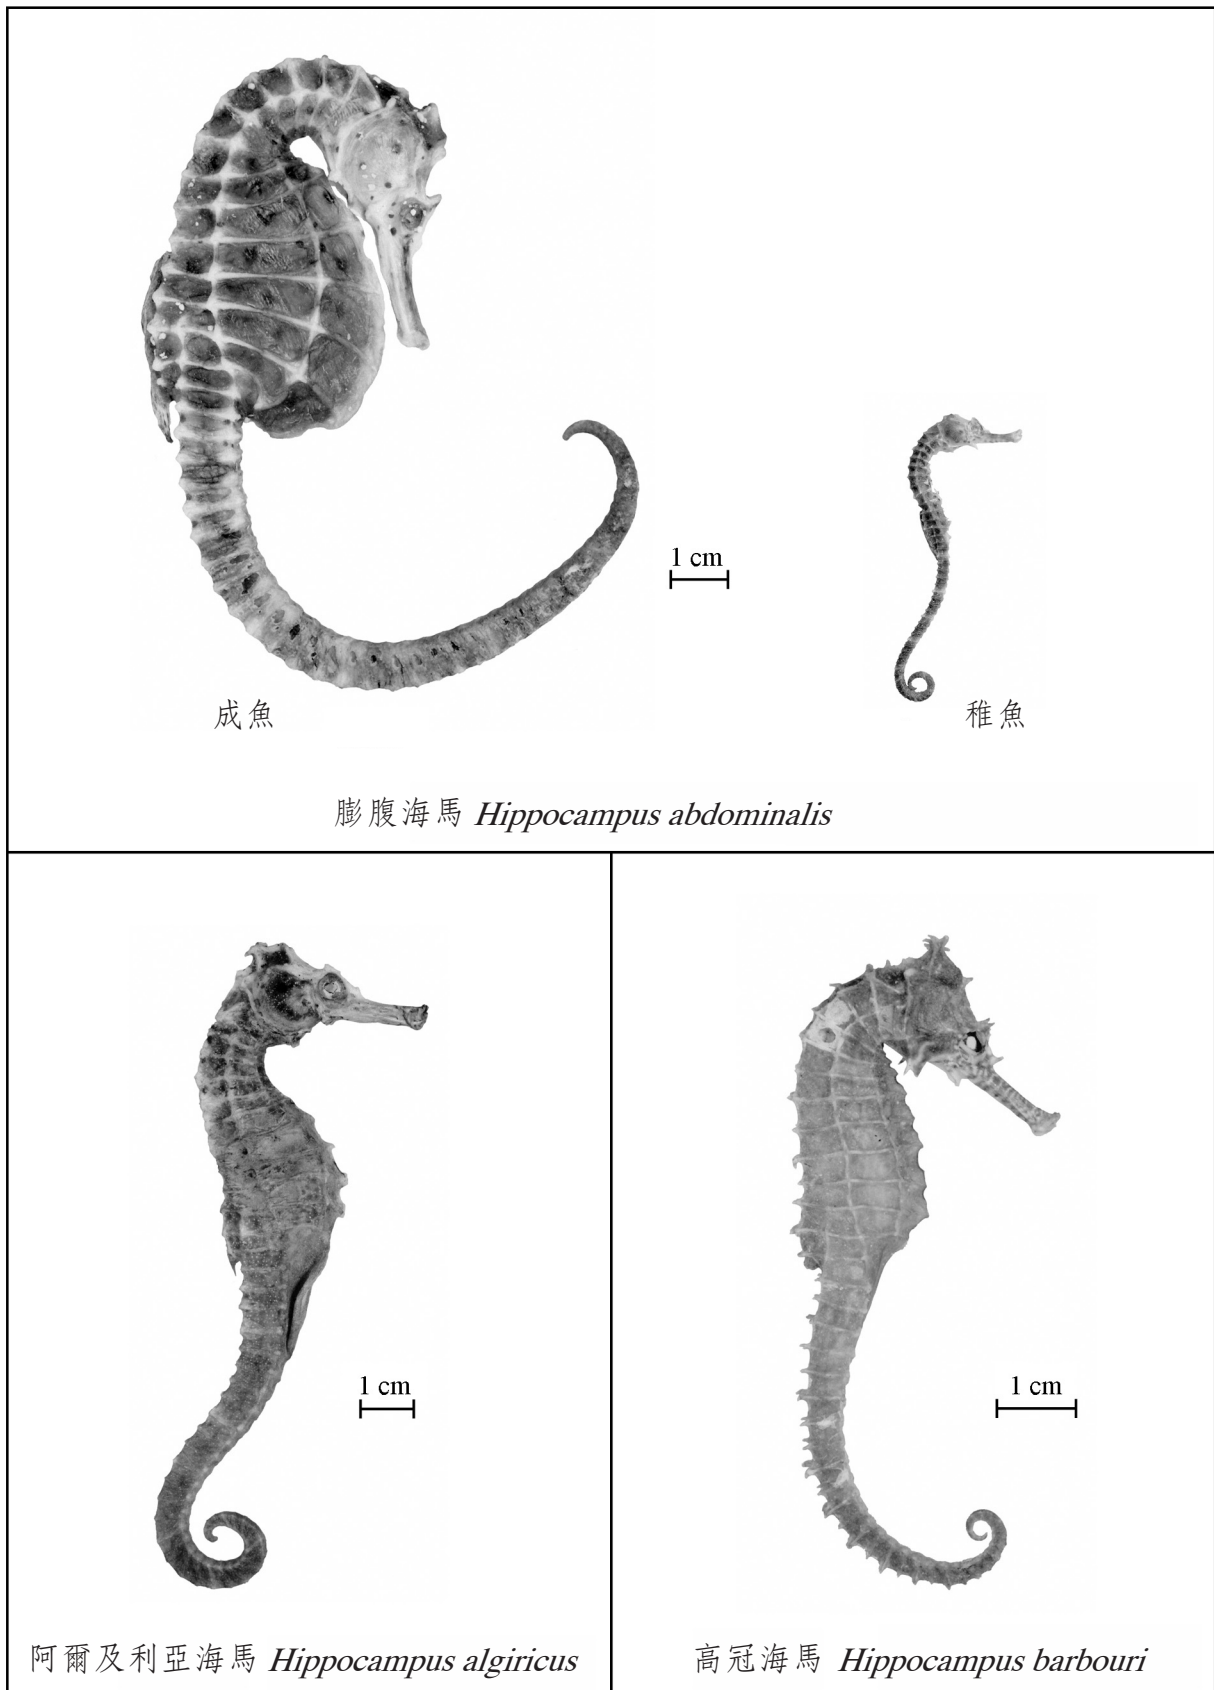 1 cm
成魚
稚魚
膨腹海馬 Hippocampus abdominalis
1 cm
1 cm
阿爾及利亞海馬 Hippocampus algiricus
高冠海馬 Hippocampus barbouri